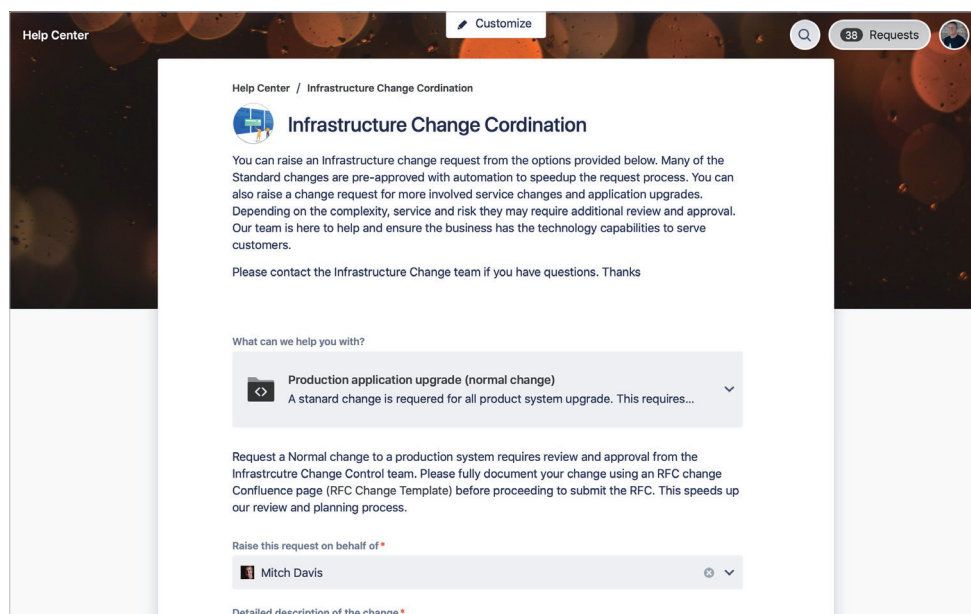 Customize
Help Center
38 Requests
Help Center / Infrastructure Change Cordination
Infrastructure Change Cordination
You can raise an Infrastructure change request from the options provided below. Many of the
Standard changes are pre-approved with automation to speedup the request process. You can
also raise a change request for more involved service changes and application upgrades.
Depending on the complexity, service and risk they may require additional review and approval.
Our team is here to help and ensure the business has the technology capabilities to serve
customers.
Please contact the Infrastructure Change team if you have questions. Thanks
What can we help you with?
Production application upgrade (normal change)
A stanard change is requered for all product system upgrade. This requires...
Request a Normal change to a production system requires review and approval from the
Infrastrcutre Change Control team. Please fully document your change using an RFC change
Confluence page (RFC Change Template) before proceeding to submit the RFC. This speeds up
our review and planning process.
Raise this request on behalf of *
Mitch Davis
Detailed description of the change *